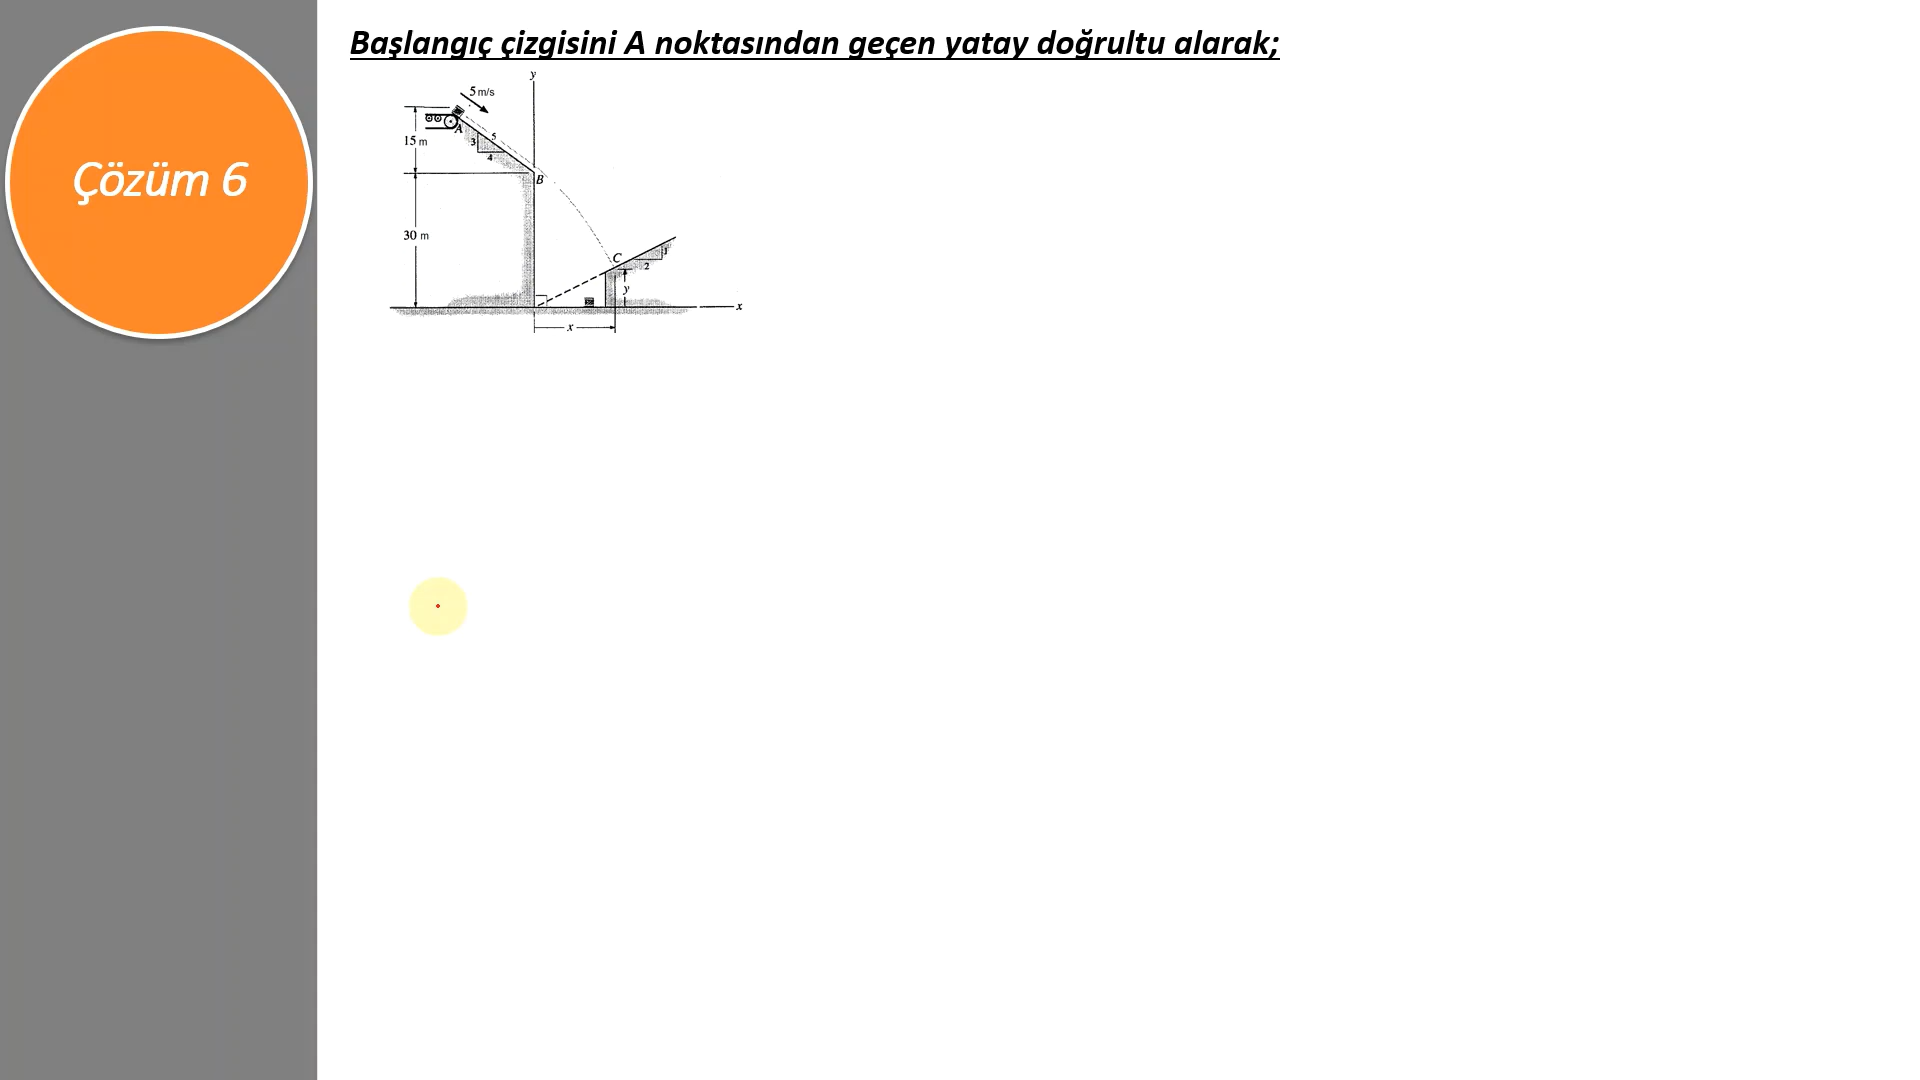 Başlangıç çizgisini A noktasından geçen yatay doğrultu alarak;
Çözüm 6
y
5 m/s
A
15 m
5
3
4
B
30 m
C
1
2
y
x
x